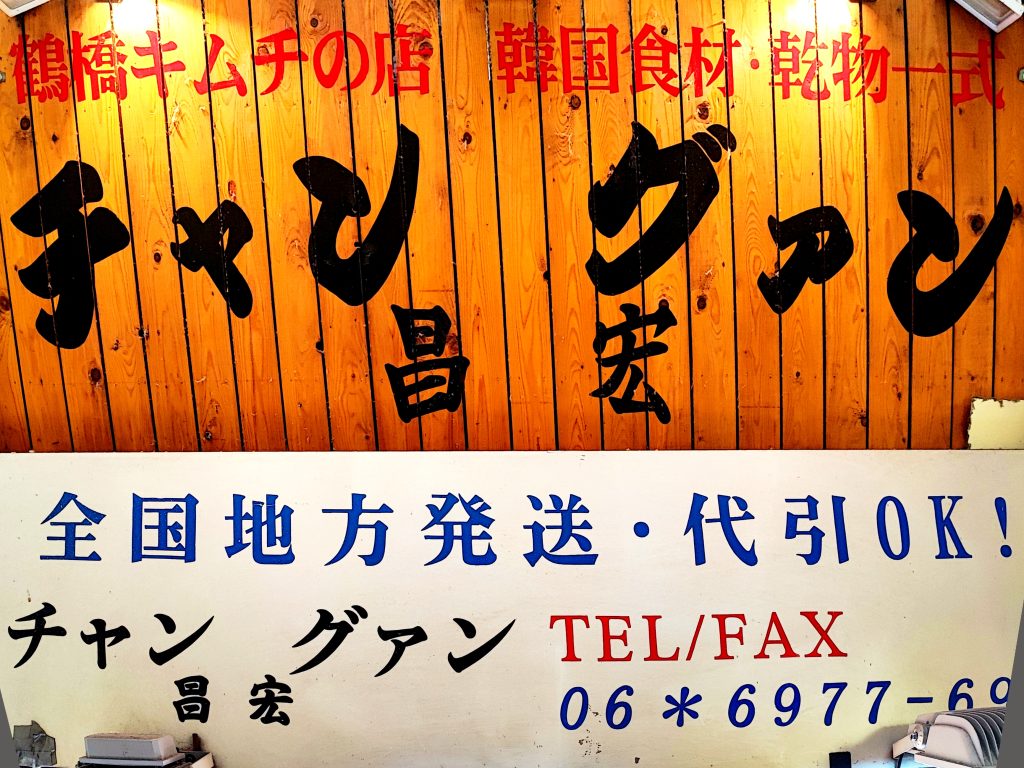 鶴橋キムチの店 韓国食材・乾物一式
チャン グァン
昌 宏
全国地方発送・代引OK!
チャン グァン
昌 宏
TEL/FAX
06*6977-69